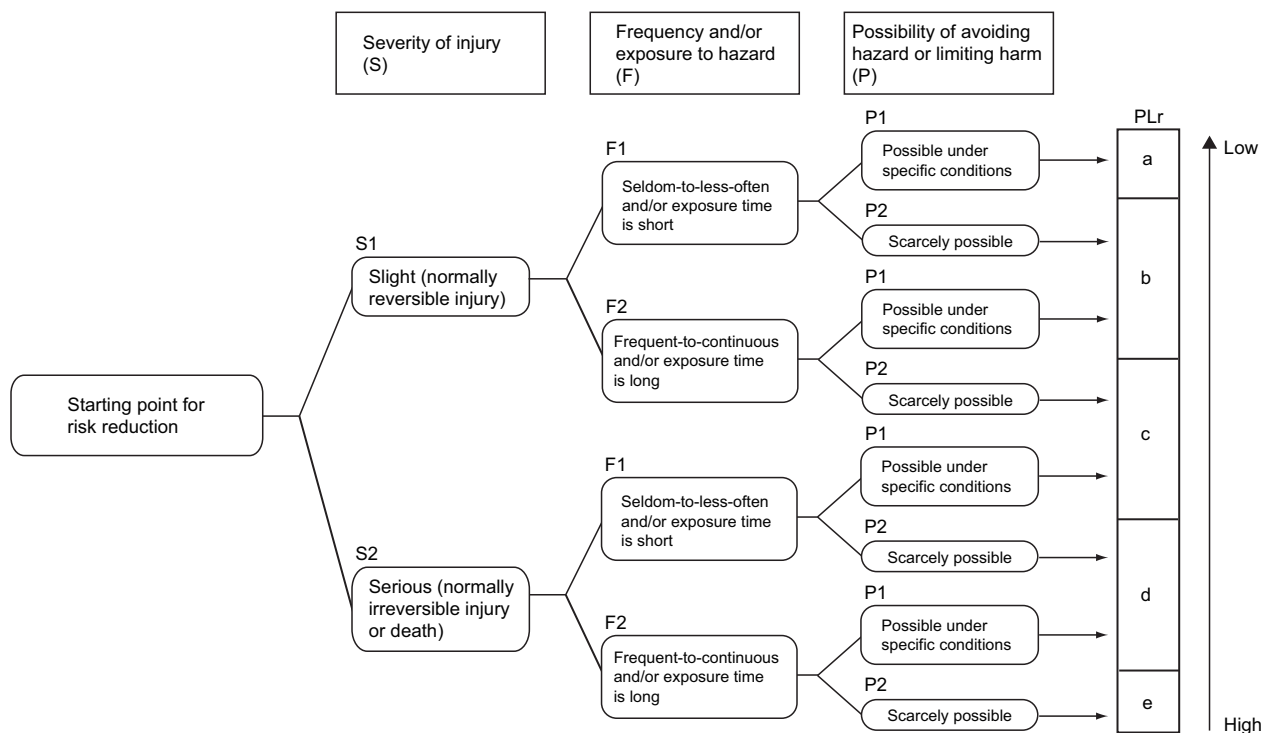 Severity of injury
(S)
Frequency and/or
exposure to hazard
(F)
Possibility of avoiding
hazard or limiting harm
(P)
PLr
Low
P1
Possible under
specific conditions
a
F1
Seldom-to-less-often
and/or exposure time
is short
P2
Scarcely possible
S1
Slight (normally
reversible injury)
b
P1
Possible under
specific conditions
F2
Frequent-to-continuous
and/or exposure time
is long
P2
Scarcely possible
Starting point for
risk reduction
c
P1
Possible under
specific conditions
F1
Seldom-to-less-often
and/or exposure time
is short
P2
Scarcely possible
S2
Serious (normally
irreversible injury
or death)
d
P1
Possible under
specific conditions
F2
Frequent-to-continuous
and/or exposure time
is long
P2
Scarcely possible
e
High